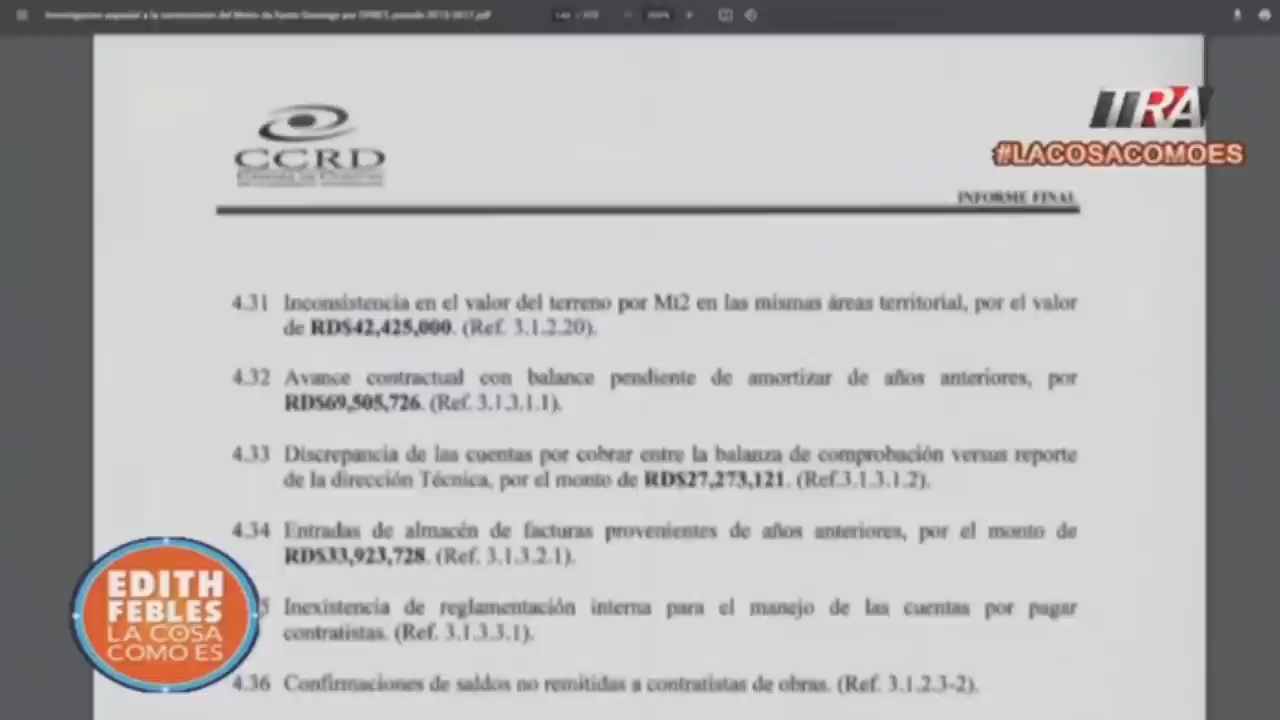 TRA
#LACOSACOMOES
CCRD
INFORME FINAL
4.31 Inconsistencia en el valor del terreno por Mt2 en las mismas áreas territorial, por el valor
de RD$42,425,000. (Ref. 3.1.2.20).
4.32 Avance contractual con balance pendiente de amortizar de años anteriores, por
RD$69,505,726. (Ref. 3.1.3.1.1).
4.33 Discrepancia de las cuentas por cobrar entre la balanza de comprobación versus reporte
de la dirección Técnica, por el monto de RD$27,273,121. (Ref.3.1.3.1.2).
4.34 Entradas de almacén de facturas provenientes de años anteriores, por el monto de
RD$33,923,728. (Ref. 3.1.3.2.1).
5 Inexistencia de reglamentación interna para el manejo de las cuentas por pagar
contratistas. (Ref. 3.1.3.3.1).
4.36 Confirmaciones de saldos no remitidas a contratistas de obras. (Ref. 3.1.2.3-2).
EDITH
FEBLES
LA COSA
COMO ES